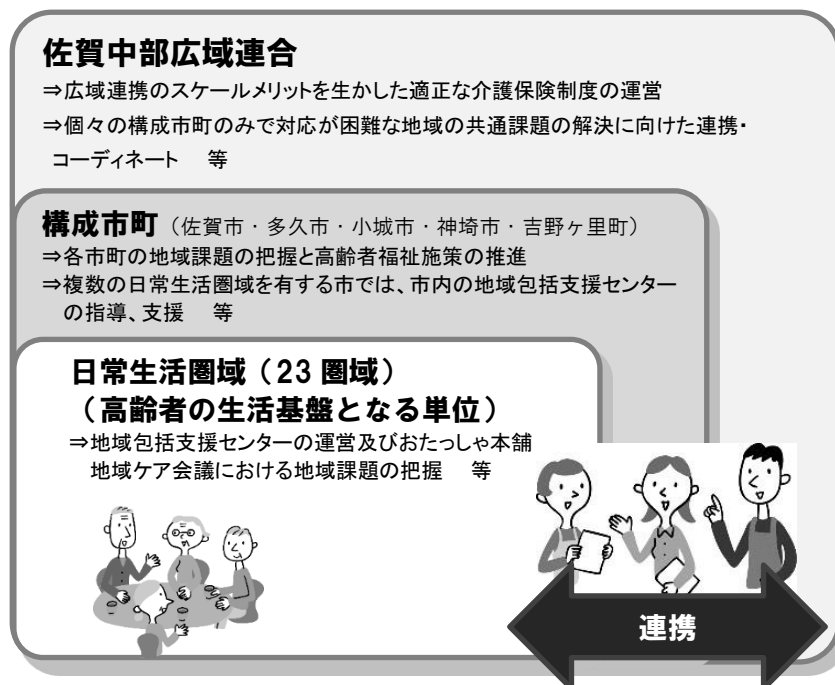 佐賀中部広域連合
⇒広域連携のスケールメリットを生かした適正な介護保険制度の運営
⇒個々の構成市町のみで対応が困難な地域の共通課題の解決に向けた連携・
コーディネート 等
構成市町（佐賀市・多久市・小城市・神埼市・吉野ヶ里町）
⇒各市町の地域課題の把握と高齢者福祉施策の推進
⇒複数の日常生活圏域を有する市では、市内の地域包括支援センター
の指導、支援 等
日常生活圏域（23 圏域）
（高齢者の生活基盤となる単位）
⇒地域包括支援センターの運営及びおたっしゃ本舗
地域ケア会議における地域課題の把握 等
連携